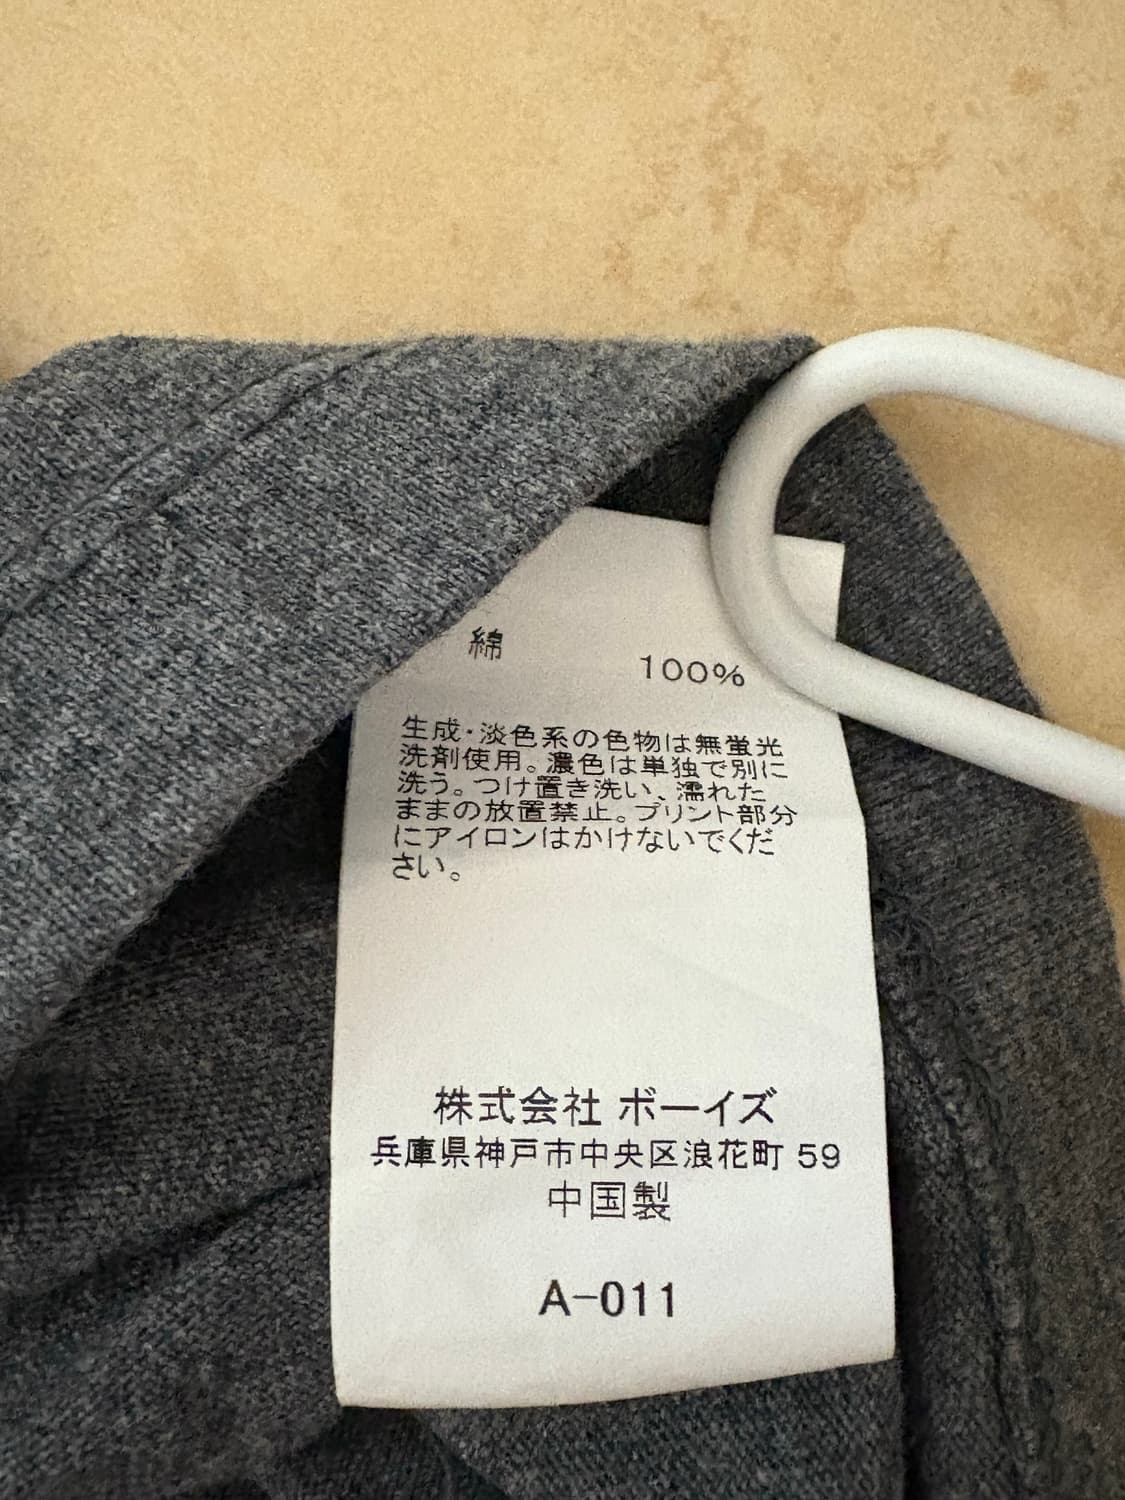 綿
100%
生成・淡色系の色物は無蛍光
洗剤使用。濃色は単独で別に
洗う。つけ置き洗い、濡れた
ままの放置禁止。プリント部分
にアイロンはかけないでくだ
さい。
株式会社 ボーイズ
兵庫県神戸市中央区浪花町 59
中国製
A-011